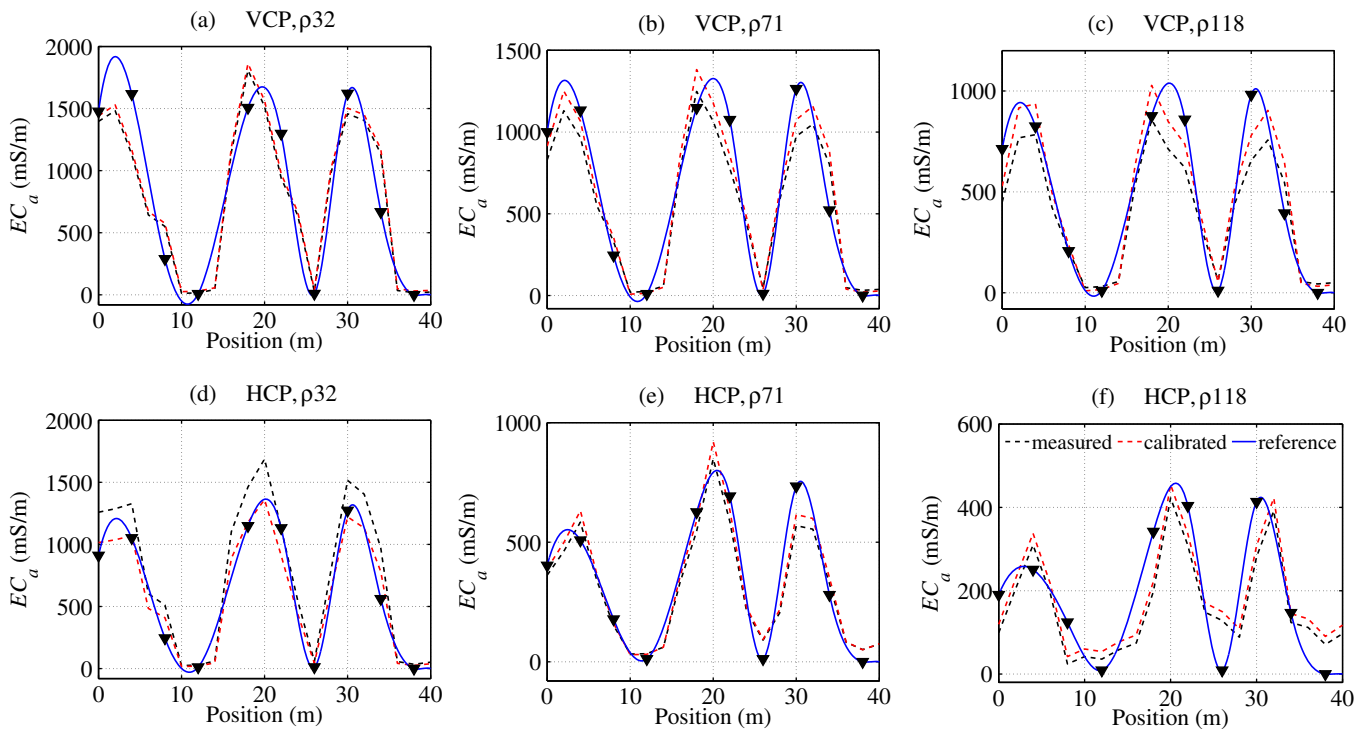 (a) VCP, ρ32
2000
1500
1000
500
0
EC_a (mS/m)
0 10 20 30 40
Position (m)
(b) VCP, ρ71
1500
1000
500
0
EC_a (mS/m)
0 10 20 30 40
Position (m)
(c) VCP, ρ118
1000
500
0
EC_a (mS/m)
0 10 20 30 40
Position (m)
(d) HCP, ρ32
2000
1500
1000
500
0
EC_a (mS/m)
0 10 20 30 40
Position (m)
(e) HCP, ρ71
1000
500
0
EC_a (mS/m)
0 10 20 30 40
Position (m)
(f) HCP, ρ118
600
400
200
0
EC_a (mS/m)
measured calibrated reference
0 10 20 30 40
Position (m)